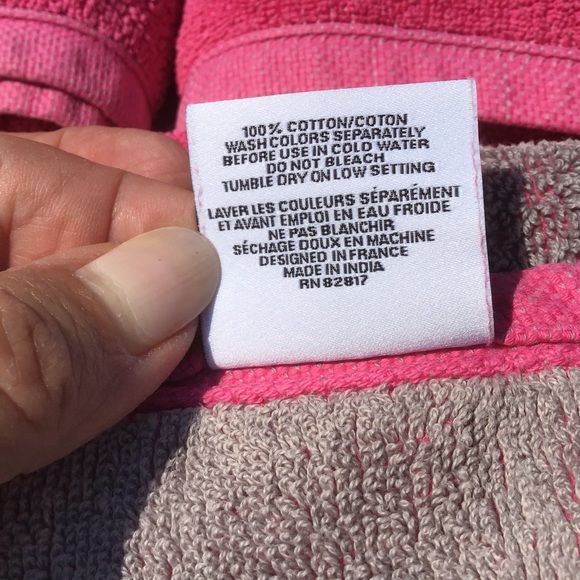 100% COTTON/COTON
WASH COLORS SEPARATELY
BEFORE USE IN COLD WATER
DO NOT BLEACH
TUMBLE DRY ON LOW SETTING
LAVER LES COULEURS SÉPARÉMENT
ET AVANT EMPLOI EN EAU FROIDE
NE PAS BLANCHIR
SÉCHAGE DOUX EN MACHINE
DESIGNED IN FRANCE
MADE IN INDIA
RN 82817